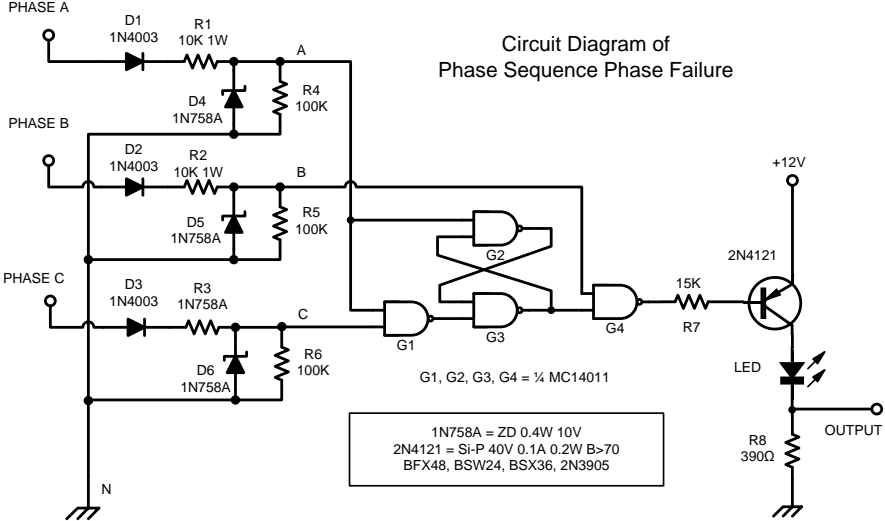 PHASE A
D1
1N4003
R1
10K 1W
A
D4
1N758A
R4
100K
Circuit Diagram of
Phase Sequence Phase Failure
PHASE B
D2
1N4003
R2
10K 1W
B
D5
1N758A
R5
100K
+12V
G2
2N4121
PHASE C
D3
1N4003
R3
1N758A
C
D6
1N758A
R6
100K
G1
G3
G4
15K
R7
LED
G1, G2, G3, G4 = ¼ MC14011
OUTPUT
1N758A = ZD 0.4W 10V
2N4121 = Si-P 40V 0.1A 0.2W B>70
BFX48, BSW24, BSX36, 2N3905
R8
390Ω
N